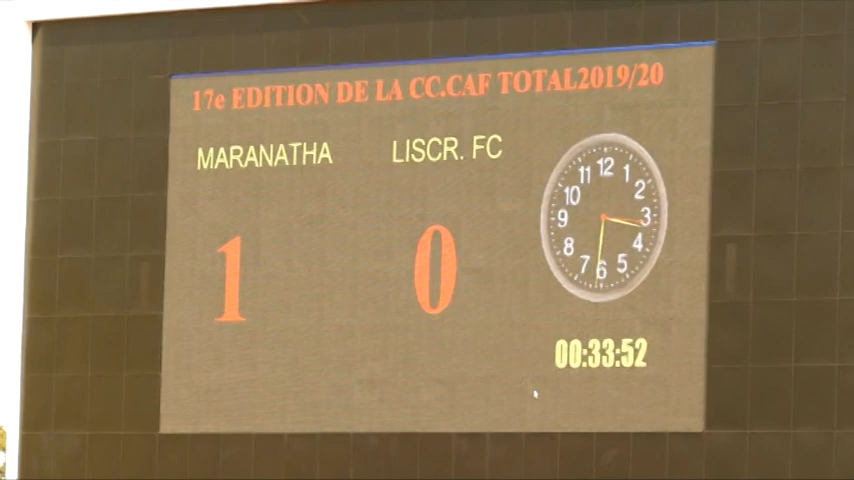 17e EDITION DE LA CC.CAF TOTAL2019/20
MARANATHA LISCR. FC
1 0
12
11 1
10 2
9 3
8 4
7 6 5
00:33:52